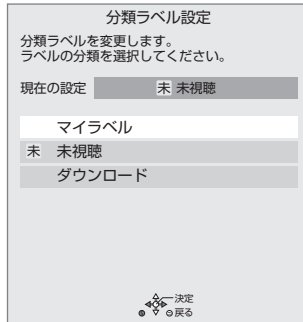 分類ラベル設定
分類ラベルを変更します。
ラベルの分類を選択してください。
現在の設定 未 未視聴
マイラベル
未 未視聴
ダウンロード
決定
戻る